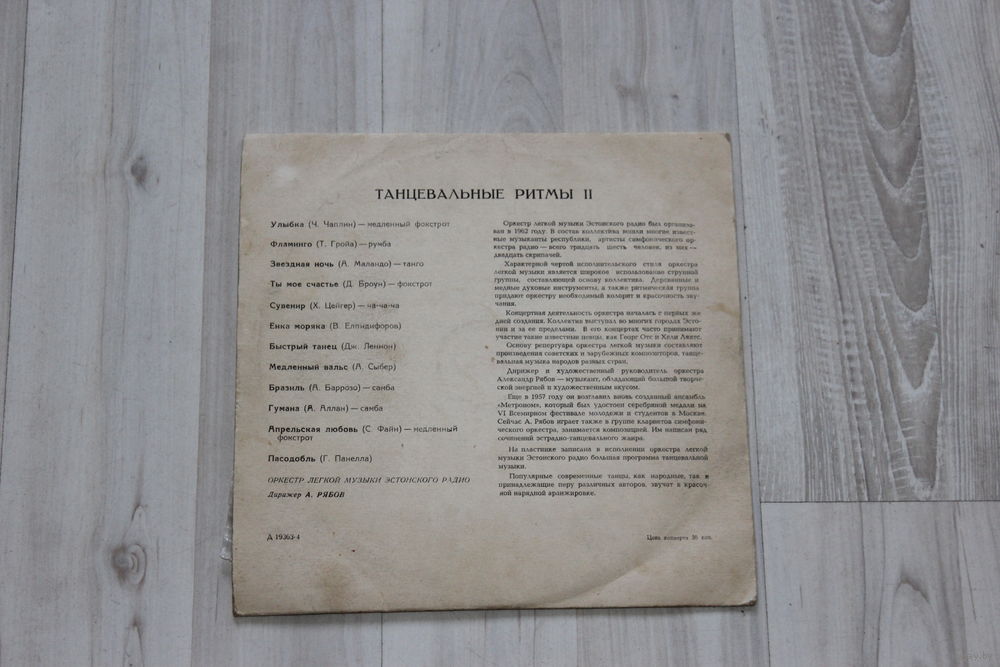 ТАНЦЕВАЛЬНЫЕ РИТМЫ II
Улыбка (Ч. Чаплин) — медленный фокстрот
Фламинго (Т. Гройа) — румба
Звездная ночь (А. Маландо) — танго
Ты мое счастье (Д. Броун) — фокстрот
Сувенир (Х. Цейгер) — ча-ча-ча
Енка моряка (В. Елпидифоров)
Быстрый танец (Дж. Леннон)
Медленный вальс (А. Сыбер)
Бразиль (А. Баррозо) — самба
Гумана (А. Аллан) — самба
Апрельская любовь (С. Файн) — медленный
фокстрот
Пасодобль (Г. Панелла)
ОРКЕСТР ЛЕГКОЙ МУЗЫКИ ЭСТОНСКОГО РАДИО
Дирижер А. РЯБОВ
Д 19363-4
Оркестр легкой музыки Эстонского радио был организо-
ван в 1962 году. В состав коллектива вошли многие извест-
ные музыканты республики, артисты симфонического ор-
кестра радио — всего тридцать шесть человек, из них —
двадцать скрипачей.
Характерной чертой исполнительского стиля оркестра
легкой музыки является широкое использование струнной
группы, составляющей основу коллектива. Деревянные и
медные духовые инструменты, а также ритмическая группа
придают оркестру необходимый колорит и красочность зву-
чания.
Концертная деятельность оркестра началась с первых же
дней создания. Коллектив выступал во многих городах Эсто-
нии и за ее пределами. В его концертах часто принимают
участие такие известные певцы, как Георг Отс и Хели Ляятс.
Основу репертуара оркестра легкой музыки составляют
произведения советских и зарубежных композиторов, танце-
вальная музыка народов разных стран.
Дирижер и художественный руководитель оркестра
Александр Рябов — музыкант, обладающий большой творче-
ской энергией и художественным вкусом.
Еще в 1957 году он возглавил вновь созданный ансамбль
«Метроном», который был удостоен серебряной медали на
VI Всемирном фестивале молодежи и студентов в Москве.
Сейчас А. Рябов играет также в группе кларнетов симфони-
ческого оркестра, занимается композицией. Им написан ряд
сочинений эстрадно-танцевального жанра.
На пластинке записана в исполнении оркестра легкой
музыки Эстонского радио большая программа танцевальной
музыки.
Популярные современные танцы, как народные, так и
принадлежащие перу различных авторов, звучат в красоч-
ной нарядной аранжировке.
Цена конверта 36 коп.